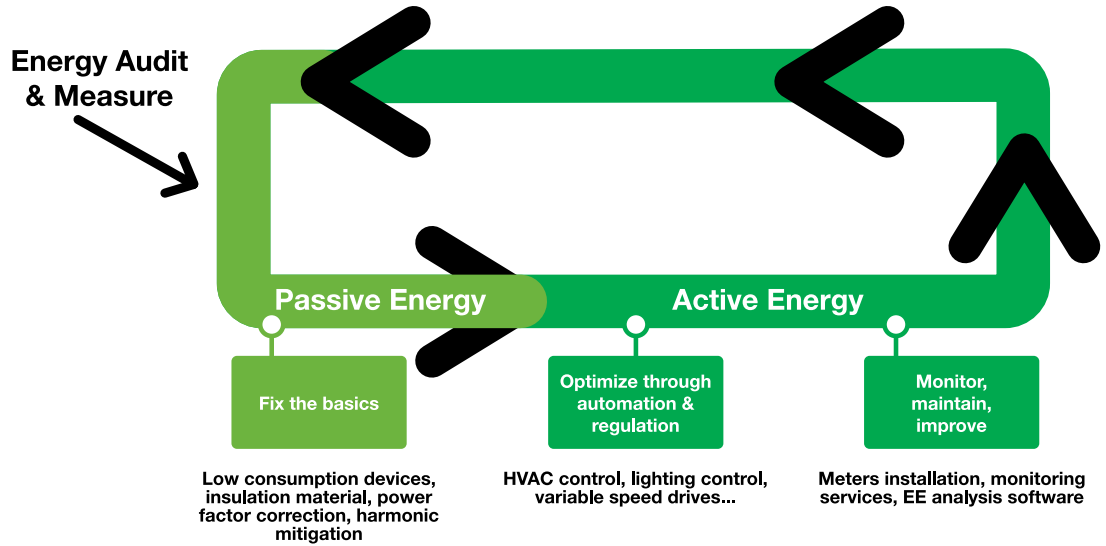 Energy Audit
& Measure
Passive Energy
Active Energy
Fix the basics
Optimize through
automation &
regulation
Monitor,
maintain,
improve
Low consumption devices,
insulation material, power
factor correction, harmonic
mitigation
HVAC control, lighting control,
variable speed drives...
Meters installation, monitoring
services, EE analysis software